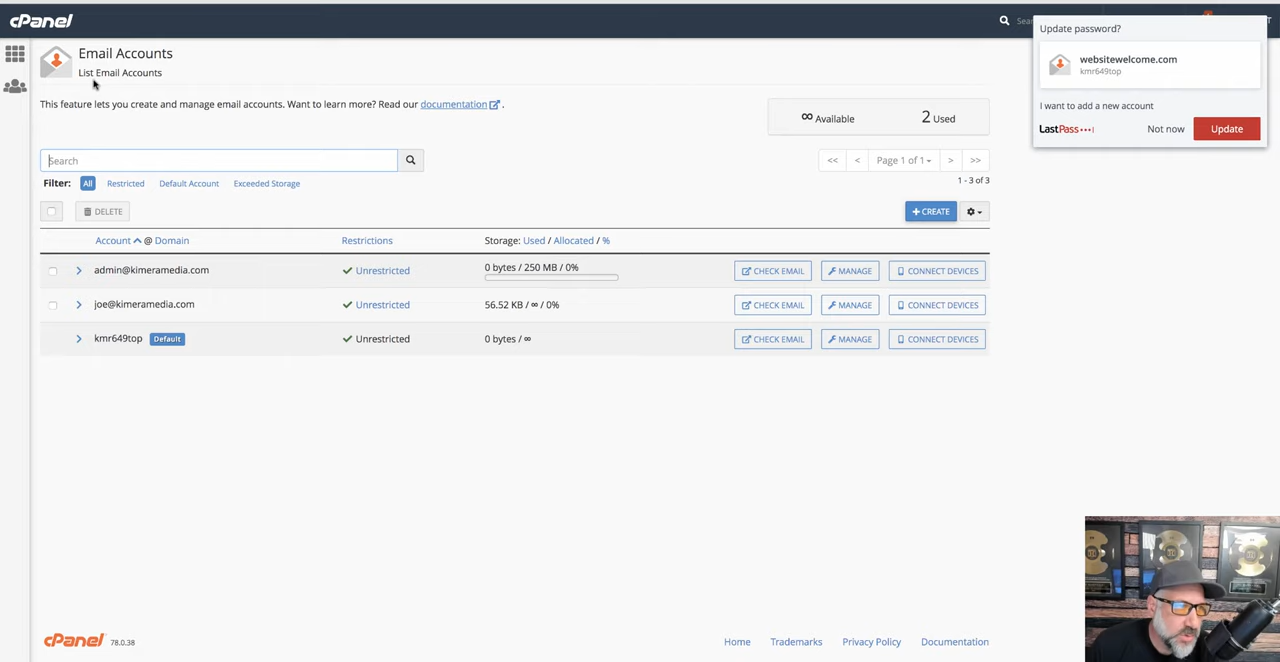 cPanel
Sear
T
Email Accounts
List Email Accounts
This feature lets you create and manage email accounts. Want to learn more? Read our documentation .
∞ Available 2 Used
Update password?
websitewelcome.com
kmr649top
I want to add a new account
LastPass Not now Update
Search
<< < Page 1 of 1 > >>
Filter: All Restricted Default Account Exceeded Storage
1 - 3 of 3
DELETE
+ CREATE
Account @ Domain Restrictions Storage: Used / Allocated / %
admin@kimeramedia.com Unrestricted 0 bytes / 250 MB / 0% CHECK EMAIL MANAGE CONNECT DEVICES
joe@kimeramedia.com Unrestricted 56.52 KB / ∞ / 0% CHECK EMAIL MANAGE CONNECT DEVICES
kmr649top Default Unrestricted 0 bytes / ∞ CHECK EMAIL MANAGE CONNECT DEVICES
cPanel 78.0.38
Home Trademarks Privacy Policy Documentation